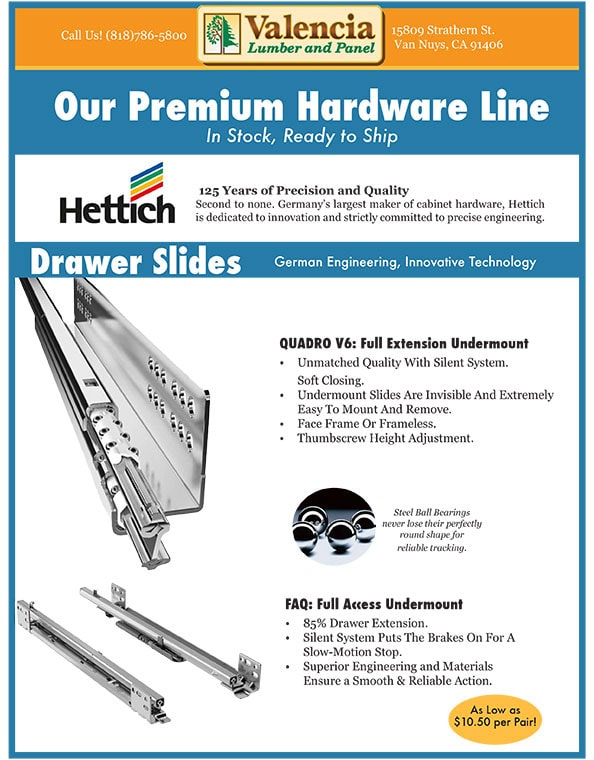 Call Us! (818)786-5800
Valencia
Lumber and Panel
15809 Strathern St.
Van Nuys, CA 91406
Our Premium Hardware Line
In Stock, Ready to Ship
Hettich
125 Years of Precision and Quality
Second to none. Germany's largest maker of cabinet hardware, Hettich
is dedicated to innovation and strictly committed to precise engineering.
Drawer Slides
German Engineering, Innovative Technology
QUADRO V6: Full Extension Undermount
• Unmatched Quality With Silent System.
Soft Closing.
• Undermount Slides Are Invisible And Extremely
Easy To Mount And Remove.
• Face Frame Or Frameless.
• Thumbscrew Height Adjustment.
Steel Ball Bearings
never lose their perfectly
round shape for
reliable tracking.
FAQ: Full Access Undermount
• 85% Drawer Extension.
• Silent System Puts The Brakes On For A
Slow-Motion Stop.
• Superior Engineering and Materials
Ensure a Smooth & Reliable Action.
As Low as
$10.50 per Pair!